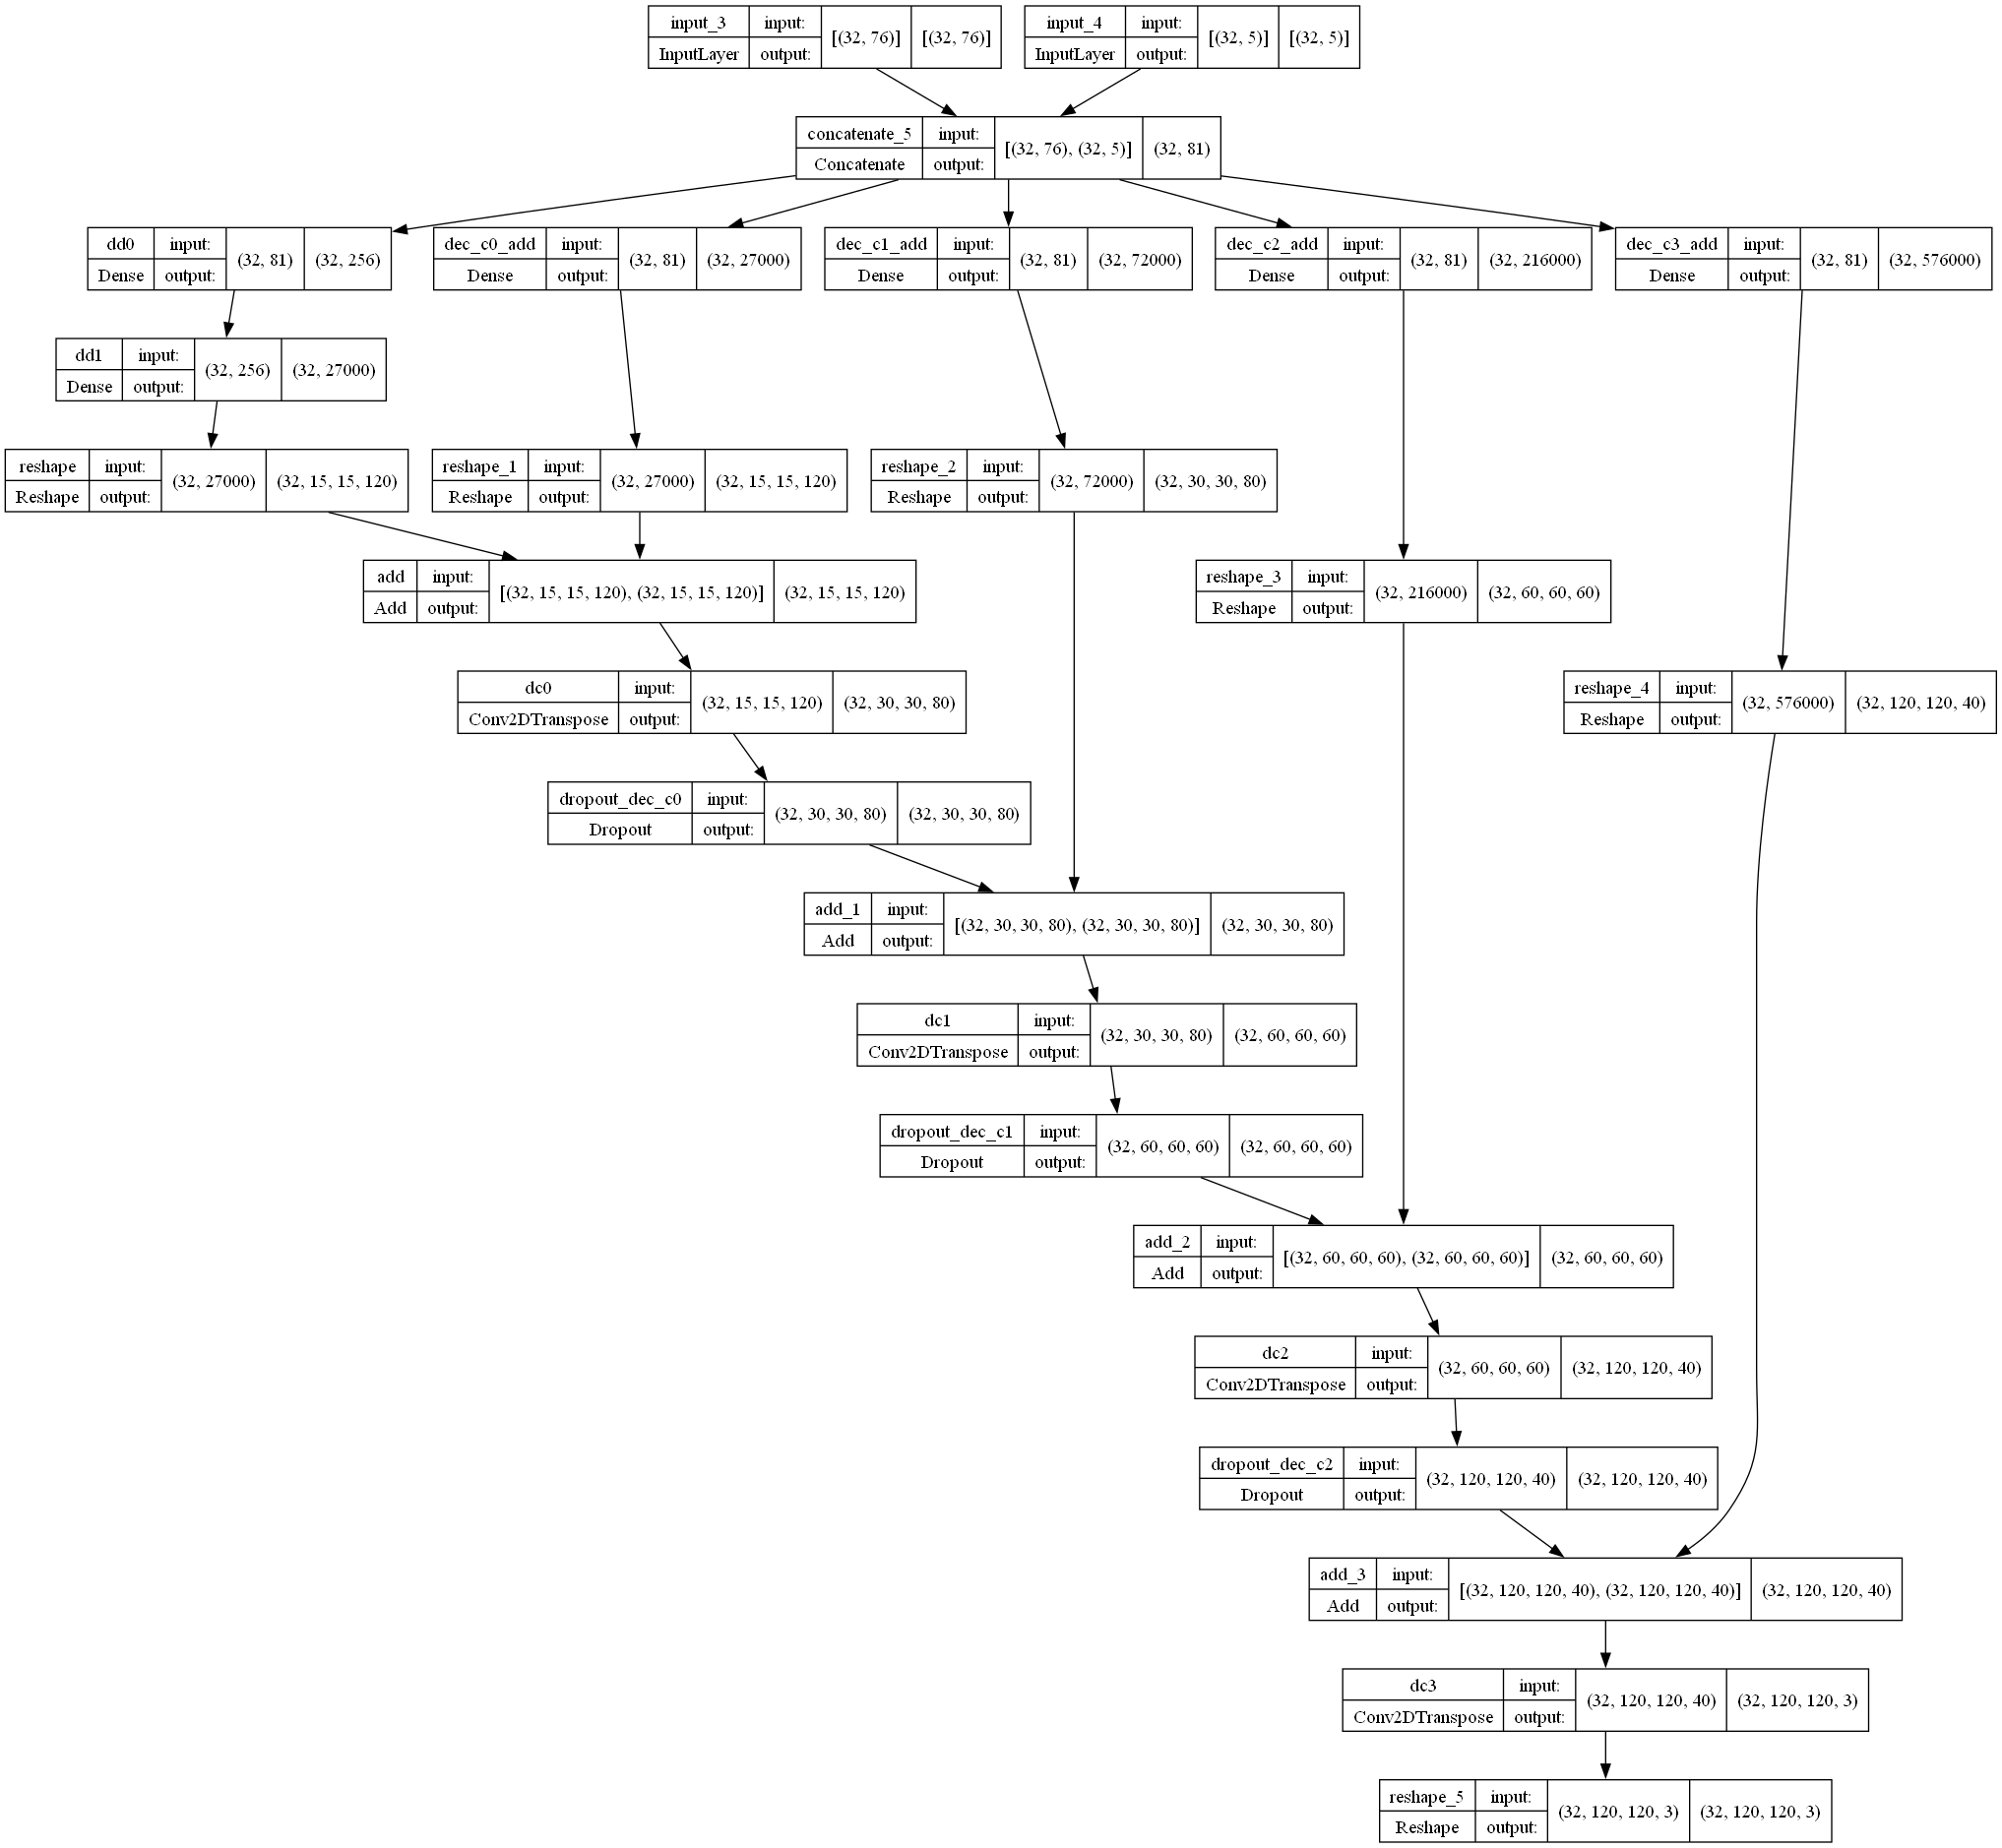 input_3 input: [(32, 76)] [(32, 76)]
InputLayer output:
input_4 input: [(32, 5)] [(32, 5)]
InputLayer output:
concatenate_5 input: [(32, 76), (32, 5)] (32, 81)
Concatenate output:
dd0 input: (32, 81) (32, 256)
Dense output:
dec_c0_add input: (32, 81) (32, 27000)
Dense output:
dec_c1_add input: (32, 81) (32, 72000)
Dense output:
dec_c2_add input: (32, 81) (32, 216000)
Dense output:
dec_c3_add input: (32, 81) (32, 576000)
Dense output:
dd1 input: (32, 256) (32, 27000)
Dense output:
reshape input: (32, 27000) (32, 15, 15, 120)
Reshape output:
reshape_1 input: (32, 27000) (32, 15, 15, 120)
Reshape output:
reshape_2 input: (32, 72000) (32, 30, 30, 80)
Reshape output:
add input: [(32, 15, 15, 120), (32, 15, 15, 120)] (32, 15, 15, 120)
Add output:
reshape_3 input: (32, 216000) (32, 60, 60, 60)
Reshape output:
dc0 input: (32, 15, 15, 120) (32, 30, 30, 80)
Conv2DTranspose output:
reshape_4 input: (32, 576000) (32, 120, 120, 40)
Reshape output:
dropout_dec_c0 input: (32, 30, 30, 80) (32, 30, 30, 80)
Dropout output:
add_1 input: [(32, 30, 30, 80), (32, 30, 30, 80)] (32, 30, 30, 80)
Add output:
dc1 input: (32, 30, 30, 80) (32, 60, 60, 60)
Conv2DTranspose output:
dropout_dec_c1 input: (32, 60, 60, 60) (32, 60, 60, 60)
Dropout output:
add_2 input: [(32, 60, 60, 60), (32, 60, 60, 60)] (32, 60, 60, 60)
Add output:
dc2 input: (32, 60, 60, 60) (32, 120, 120, 40)
Conv2DTranspose output:
dropout_dec_c2 input: (32, 120, 120, 40) (32, 120, 120, 40)
Dropout output:
add_3 input: [(32, 120, 120, 40), (32, 120, 120, 40)] (32, 120, 120, 40)
Add output:
dc3 input: (32, 120, 120, 40) (32, 120, 120, 3)
Conv2DTranspose output:
reshape_5 input: (32, 120, 120, 3) (32, 120, 120, 3)
Reshape output: